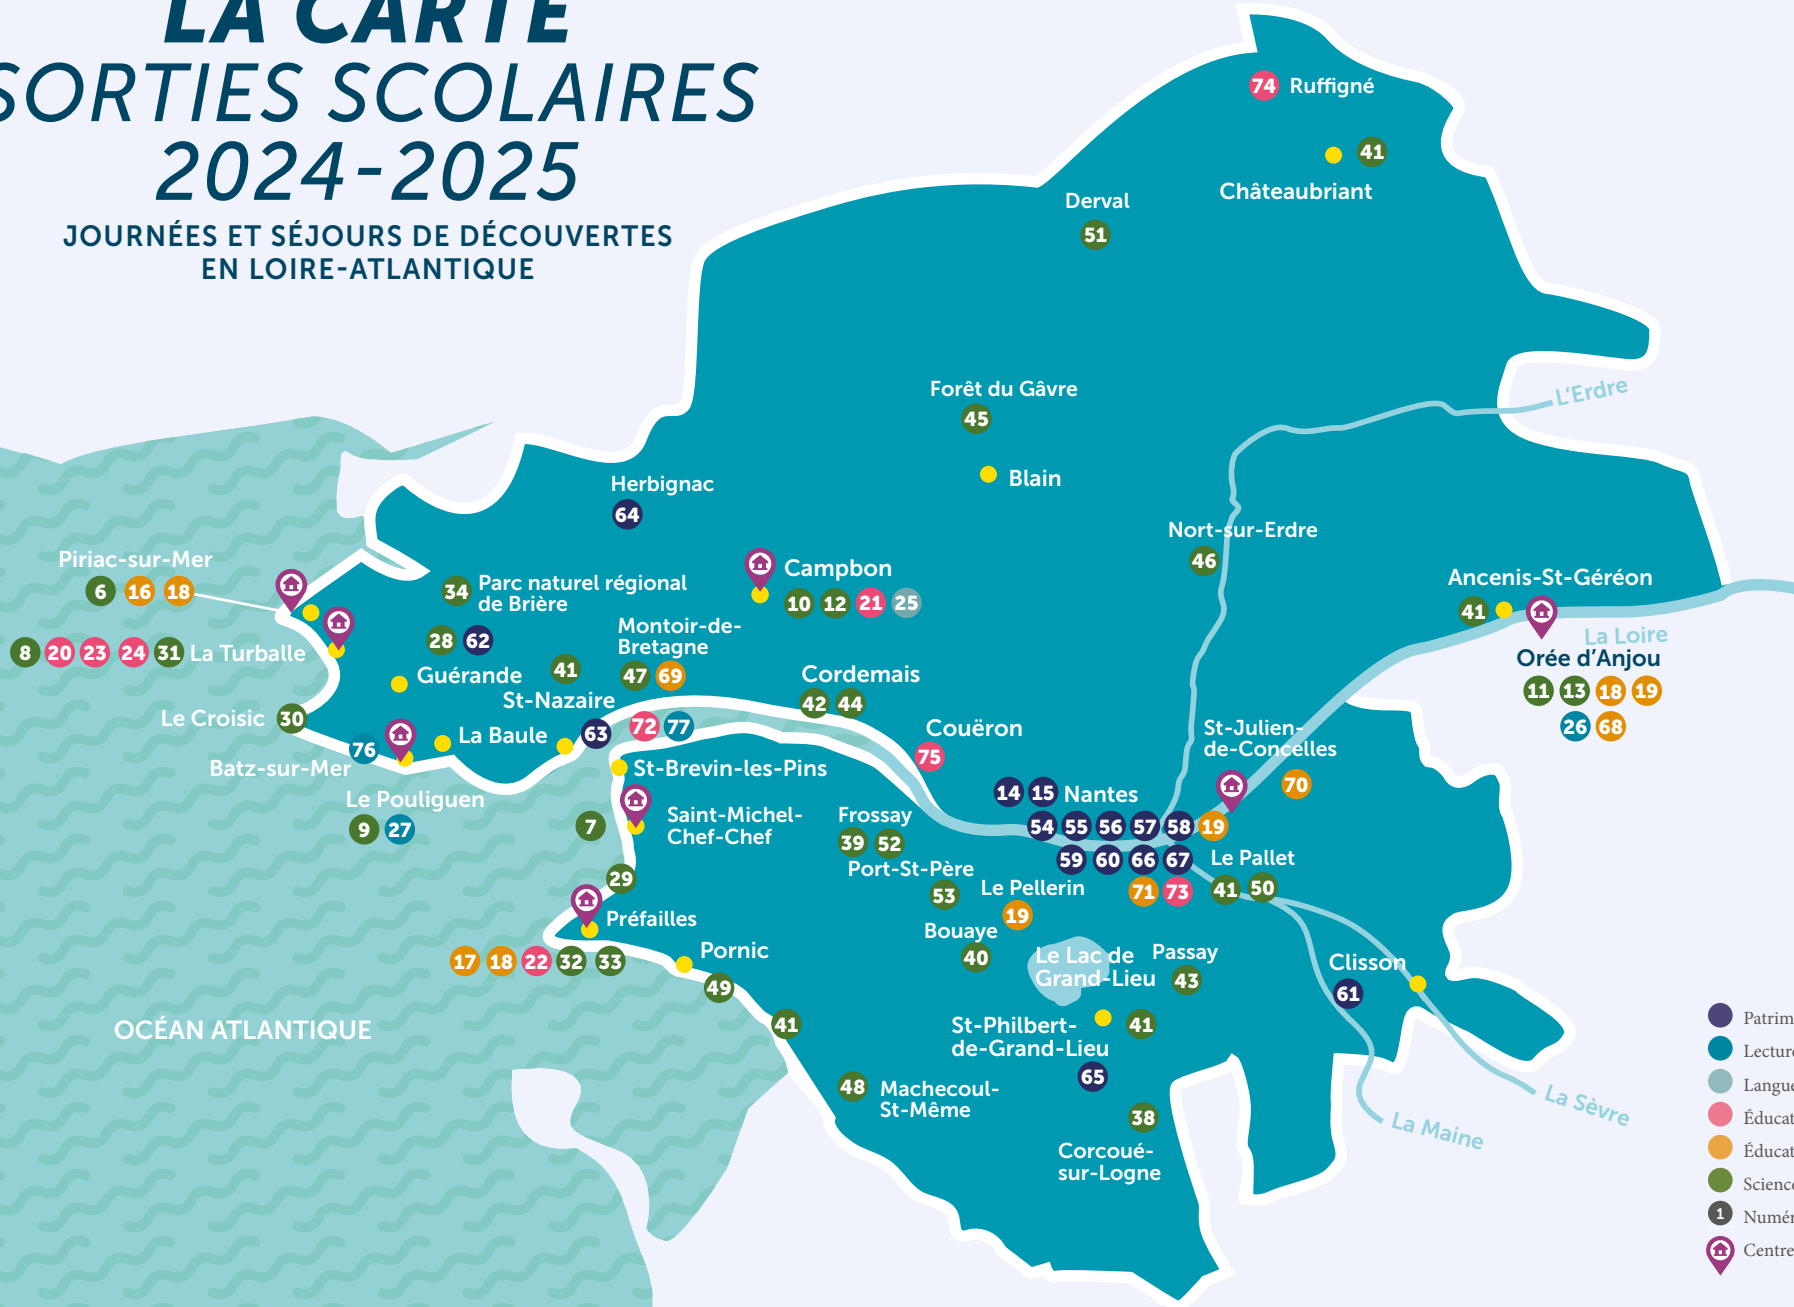 LA CARTE
SORTIES SCOLAIRES
2024-2025
JOURNÉES ET SÉJOURS DE DÉCOUVERTES
EN LOIRE-ATLANTIQUE
74 Ruffigné
41
Châteaubriant
Derval
51
L'Erdre
Forêt du Gâvre
45
Blain
Herbignac
64
Nort-sur-Erdre
46
Piriac-sur-Mer
6 16 18
34 Parc naturel régional
de Brière
28 62
Campbon
10 12 21 25
Ancenis-St-Géréon
41
La Loire
Orée d'Anjou
11 13 18 19
26 68
8 20 23 24 31 La Turballe
Montoir-de-
Bretagne
47 69
Guérande
41
St-Nazaire
63
72 77
Cordemais
42 44
Le Croisic 30
76
Batz-sur-Mer
La Baule
Couëron
75
St-Julien-
de-Concelles
70
St-Brevin-les-Pins
Le Pouliguen
9 27
7
Saint-Michel-
Chef-Chef
Frossay
39 52
14 15 Nantes
54 55 56 57 58 19
59 60 66 67
71 73
Le Pallet
41 50
Port-St-Père
53
Le Pellerin
19
29
Préfailles
17 18 22 32 33
Bouaye
40
Le Lac de
Grand-Lieu
Passay
43
Pornic
49
Clisson
61
41
St-Philbert-
de-Grand-Lieu
41
65
OCÉAN ATLANTIQUE
48 Machecoul-
St-Même
38
Corcoué-
sur-Logne
La Sèvre
La Maine
1